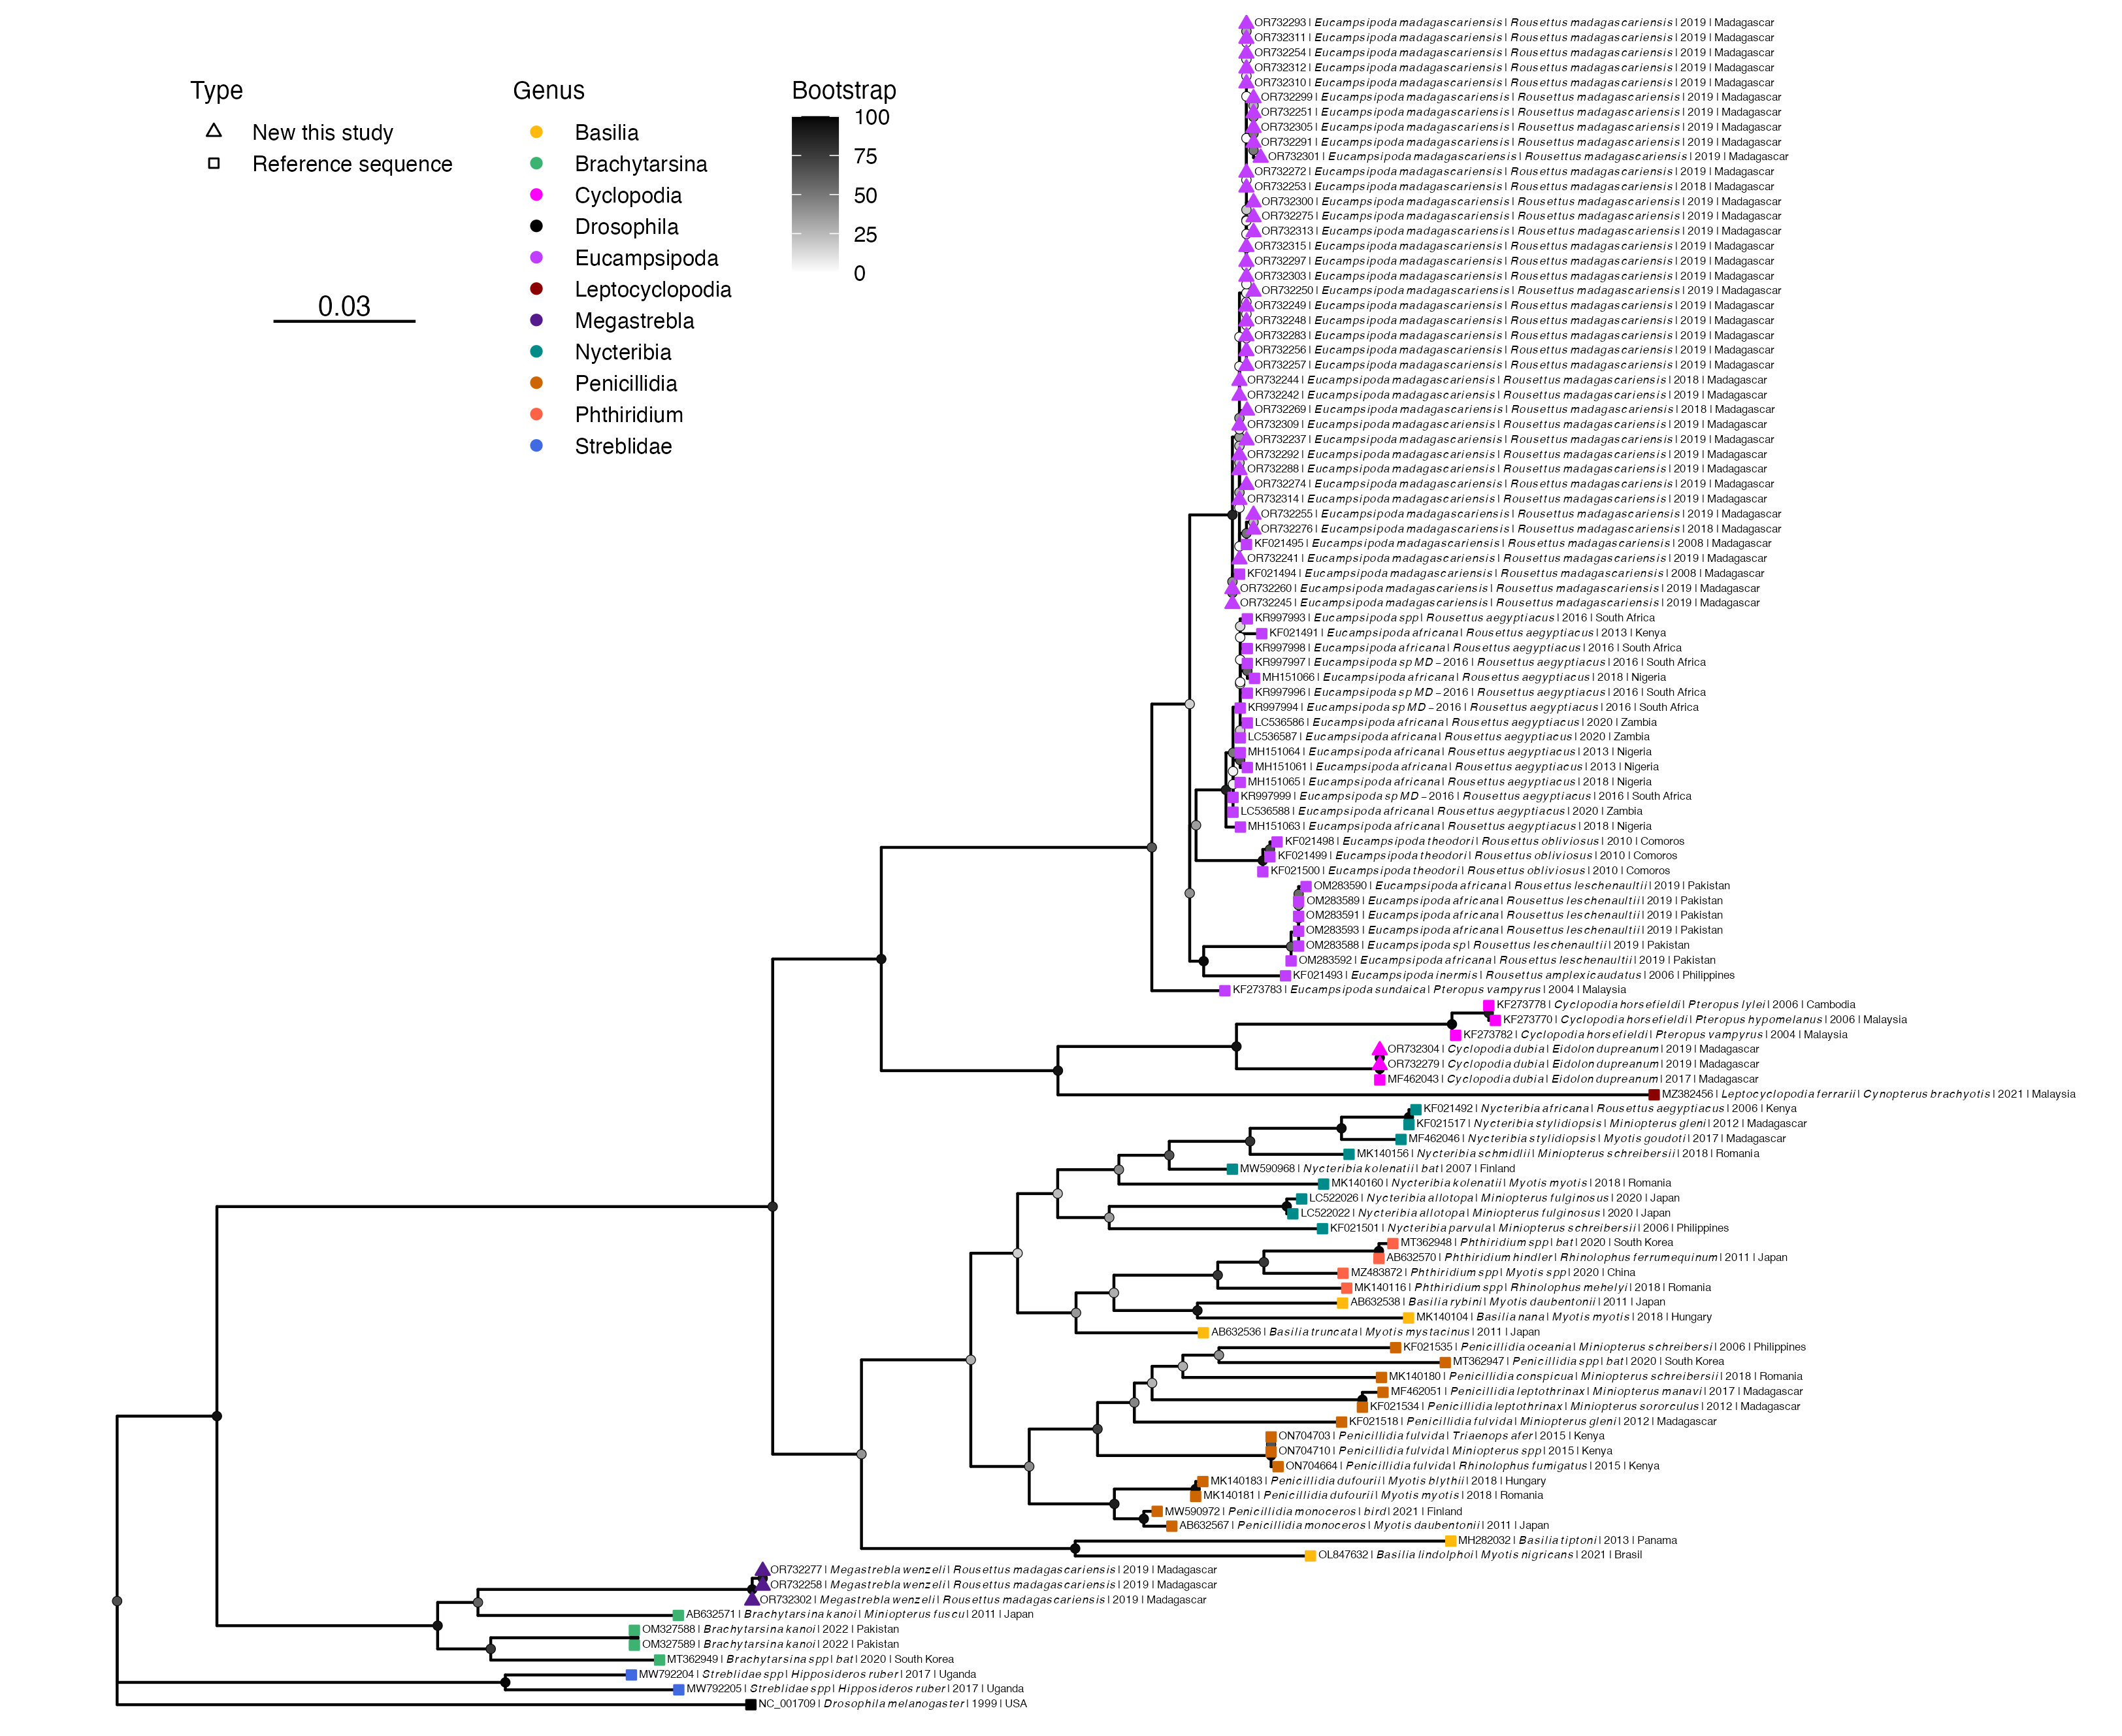 Type
New this study
Reference sequence
0.03
Genus
Basilia
Brachytarsina
Cyclopodia
Drosophila
Eucampsipoda
Leptocyclopodia
Megastrebla
Nycteribia
Penicillidia
Phthiridium
Streblidae
Bootstrap
100
75
50
25
0
OR732293 | Eucampsipoda madagascariensis | Rousettus madagascariensis | 2019 | Madagascar
OR732311 | Eucampsipoda madagascariensis | Rousettus madagascariensis | 2019 | Madagascar
OR732254 | Eucampsipoda madagascariensis | Rousettus madagascariensis | 2019 | Madagascar
OR732312 | Eucampsipoda madagascariensis | Rousettus madagascariensis | 2019 | Madagascar
OR732310 | Eucampsipoda madagascariensis | Rousettus madagascariensis | 2019 | Madagascar
OR732299 | Eucampsipoda madagascariensis | Rousettus madagascariensis | 2019 | Madagascar
OR732251 | Eucampsipoda madagascariensis | Rousettus madagascariensis | 2019 | Madagascar
OR732305 | Eucampsipoda madagascariensis | Rousettus madagascariensis | 2019 | Madagascar
OR732291 | Eucampsipoda madagascariensis | Rousettus madagascariensis | 2019 | Madagascar
OR732301 | Eucampsipoda madagascariensis | Rousettus madagascariensis | 2019 | Madagascar
OR732272 | Eucampsipoda madagascariensis | Rousettus madagascariensis | 2019 | Madagascar
OR732253 | Eucampsipoda madagascariensis | Rousettus madagascariensis | 2018 | Madagascar
OR732300 | Eucampsipoda madagascariensis | Rousettus madagascariensis | 2019 | Madagascar
OR732275 | Eucampsipoda madagascariensis | Rousettus madagascariensis | 2019 | Madagascar
OR732313 | Eucampsipoda madagascariensis | Rousettus madagascariensis | 2019 | Madagascar
OR732315 | Eucampsipoda madagascariensis | Rousettus madagascariensis | 2019 | Madagascar
OR732297 | Eucampsipoda madagascariensis | Rousettus madagascariensis | 2019 | Madagascar
OR732303 | Eucampsipoda madagascariensis | Rousettus madagascariensis | 2019 | Madagascar
OR732250 | Eucampsipoda madagascariensis | Rousettus madagascariensis | 2019 | Madagascar
OR732249 | Eucampsipoda madagascariensis | Rousettus madagascariensis | 2019 | Madagascar
OR732248 | Eucampsipoda madagascariensis | Rousettus madagascariensis | 2019 | Madagascar
OR732283 | Eucampsipoda madagascariensis | Rousettus madagascariensis | 2019 | Madagascar
OR732256 | Eucampsipoda madagascariensis | Rousettus madagascariensis | 2019 | Madagascar
OR732257 | Eucampsipoda madagascariensis | Rousettus madagascariensis | 2019 | Madagascar
OR732244 | Eucampsipoda madagascariensis | Rousettus madagascariensis | 2018 | Madagascar
OR732242 | Eucampsipoda madagascariensis | Rousettus madagascariensis | 2019 | Madagascar
OR732269 | Eucampsipoda madagascariensis | Rousettus madagascariensis | 2018 | Madagascar
OR732309 | Eucampsipoda madagascariensis | Rousettus madagascariensis | 2019 | Madagascar
OR732237 | Eucampsipoda madagascariensis | Rousettus madagascariensis | 2019 | Madagascar
OR732292 | Eucampsipoda madagascariensis | Rousettus madagascariensis | 2019 | Madagascar
OR732288 | Eucampsipoda madagascariensis | Rousettus madagascariensis | 2019 | Madagascar
OR732274 | Eucampsipoda madagascariensis | Rousettus madagascariensis | 2019 | Madagascar
OR732314 | Eucampsipoda madagascariensis | Rousettus madagascariensis | 2019 | Madagascar
OR732255 | Eucampsipoda madagascariensis | Rousettus madagascariensis | 2019 | Madagascar
OR732276 | Eucampsipoda madagascariensis | Rousettus madagascariensis | 2018 | Madagascar
KF021495 | Eucampsipoda madagascariensis | Rousettus madagascariensis | 2008 | Madagascar
OR732241 | Eucampsipoda madagascariensis | Rousettus madagascariensis | 2019 | Madagascar
KF021494 | Eucampsipoda madagascariensis | Rousettus madagascariensis | 2008 | Madagascar
OR732260 | Eucampsipoda madagascariensis | Rousettus madagascariensis | 2019 | Madagascar
OR732245 | Eucampsipoda madagascariensis | Rousettus madagascariensis | 2019 | Madagascar
KR997993 | Eucampsipoda spp | Rousettus aegyptiacus | 2016 | South Africa
KF021491 | Eucampsipoda africana | Rousettus aegyptiacus | 2013 | Kenya
KR997998 | Eucampsipoda africana | Rousettus aegyptiacus | 2016 | South Africa
KR997997 | Eucampsipoda sp MD-2016 | Rousettus aegyptiacus | 2016 | South Africa
MH151066 | Eucampsipoda africana | Rousettus aegyptiacus | 2018 | Nigeria
KR997996 | Eucampsipoda sp MD-2016 | Rousettus aegyptiacus | 2016 | South Africa
KR997994 | Eucampsipoda sp MD-2016 | Rousettus aegyptiacus | 2016 | South Africa
LC536586 | Eucampsipoda africana | Rousettus aegyptiacus | 2020 | Zambia
LC536587 | Eucampsipoda africana | Rousettus aegyptiacus | 2020 | Zambia
MH151064 | Eucampsipoda africana | Rousettus aegyptiacus | 2013 | Nigeria
MH151061 | Eucampsipoda africana | Rousettus aegyptiacus | 2013 | Nigeria
MH151065 | Eucampsipoda africana | Rousettus aegyptiacus | 2018 | Nigeria
KR997999 | Eucampsipoda sp MD-2016 | Rousettus aegyptiacus | 2016 | South Africa
LC536588 | Eucampsipoda africana | Rousettus aegyptiacus | 2020 | Zambia
MH151063 | Eucampsipoda africana | Rousettus aegyptiacus | 2018 | Nigeria
KF021498 | Eucampsipoda theodori | Rousettus obliviosus | 2010 | Comoros
KF021499 | Eucampsipoda theodori | Rousettus obliviosus | 2010 | Comoros
KF021500 | Eucampsipoda theodori | Rousettus obliviosus | 2010 | Comoros
OM283590 | Eucampsipoda africana | Rousettus leschenaultii | 2019 | Pakistan
OM283589 | Eucampsipoda africana | Rousettus leschenaultii | 2019 | Pakistan
OM283591 | Eucampsipoda africana | Rousettus leschenaultii | 2019 | Pakistan
OM283593 | Eucampsipoda africana | Rousettus leschenaultii | 2019 | Pakistan
OM283588 | Eucampsipoda sp | Rousettus leschenaultii | 2019 | Pakistan
OM283592 | Eucampsipoda africana | Rousettus leschenaultii | 2019 | Pakistan
KF021493 | Eucampsipoda inermis | Rousettus amplexicaudatus | 2006 | Philippines
KF273783 | Eucampsipoda sundaica | Pteropus vampyrus | 2004 | Malaysia
KF273778 | Cyclopodia horsefieldi | Pteropus lylei | 2006 | Cambodia
KF273770 | Cyclopodia horsefieldi | Pteropus hypomelanus | 2006 | Malaysia
KF273782 | Cyclopodia horsefieldi | Pteropus vampyrus | 2004 | Malaysia
OR732304 | Cyclopodia dubia | Eidolon dupreanum | 2019 | Madagascar
OR732279 | Cyclopodia dubia | Eidolon dupreanum | 2019 | Madagascar
MF462043 | Cyclopodia dubia | Eidolon dupreanum | 2017 | Madagascar
MZ382456 | Leptocyclopodia ferrarii | Cynopterus brachyotis | 2021 | Malaysia
KF021492 | Nycteribia africana | Rousettus aegyptiacus | 2006 | Kenya
KF021517 | Nycteribia stylidiopsis | Miniopterus gleni | 2012 | Madagascar
MF462046 | Nycteribia stylidiopsis | Myotis goudoti | 2017 | Madagascar
MK140156 | Nycteribia schmidlii | Miniopterus schreibersii | 2018 | Romania
MW590968 | Nycteribia kolenatii | bat | 2007 | Finland
MK140160 | Nycteribia kolenatii | Myotis myotis | 2018 | Romania
LC522026 | Nycteribia allotopa | Miniopterus fulginosus | 2020 | Japan
LC522022 | Nycteribia allotopa | Miniopterus fulginosus | 2020 | Japan
KF021501 | Nycteribia parvula | Miniopterus schreibersii | 2006 | Philippines
MT362948 | Phthiridium spp | bat | 2020 | South Korea
AB632570 | Phthiridium hindler | Rhinolophus ferrumequinum | 2011 | Japan
MZ483872 | Phthiridium spp | Myotis spp | 2020 | China
MK140116 | Phthiridium spp | Rhinolophus mehelyi | 2018 | Romania
AB632538 | Basilia rybini | Myotis daubentonii | 2011 | Japan
MK140104 | Basilia nana | Myotis myotis | 2018 | Hungary
AB632536 | Basilia truncata | Myotis mystacinus | 2011 | Japan
KF021535 | Penicillidia oceania | Miniopterus schreibersi | 2006 | Philippines
MT362947 | Penicillidia spp | bat | 2020 | South Korea
MK140180 | Penicillidia conspicua | Miniopterus schreibersii | 2018 | Romania
MF462051 | Penicillidia leptothrinax | Miniopterus manavi | 2017 | Madagascar
KF021534 | Penicillidia leptothrinax | Miniopterus sororculus | 2012 | Madagascar
KF021518 | Penicillidia fulvida | Miniopterus gleni | 2012 | Madagascar
ON704703 | Penicillidia fulvida | Triaenops afer | 2015 | Kenya
ON704710 | Penicillidia fulvida | Miniopterus spp | 2015 | Kenya
ON704664 | Penicillidia fulvida | Rhinolophus fumigatus | 2015 | Kenya
MK140183 | Penicillidia dufourii | Myotis blythii | 2018 | Hungary
MK140181 | Penicillidia dufourii | Myotis myotis | 2018 | Romania
MW590972 | Penicillidia monoceros | bird | 2021 | Finland
AB632567 | Penicillidia monoceros | Myotis daubentonii | 2011 | Japan
MH282032 | Basilia tiptoni | 2013 | Panama
OL847632 | Basilia lindolphoi | Myotis nigricans | 2021 | Brasil
OR732277 | Megastrebla wenzeli | Rousettus madagascariensis | 2019 | Madagascar
OR732258 | Megastrebla wenzeli | Rousettus madagascariensis | 2019 | Madagascar
OR732302 | Megastrebla wenzeli | Rousettus madagascariensis | 2019 | Madagascar
AB632571 | Brachytarsina kanoi | Miniopterus fuscu | 2011 | Japan
OM327588 | Brachytarsina kanoi | 2022 | Pakistan
OM327589 | Brachytarsina kanoi | 2022 | Pakistan
MT362949 | Brachytarsina spp | bat | 2020 | South Korea
MW792204 | Streblidae spp | Hipposideros ruber | 2017 | Uganda
MW792205 | Streblidae spp | Hipposideros ruber | 2017 | Uganda
NC_001709 | Drosophila melanogaster | 1999 | USA